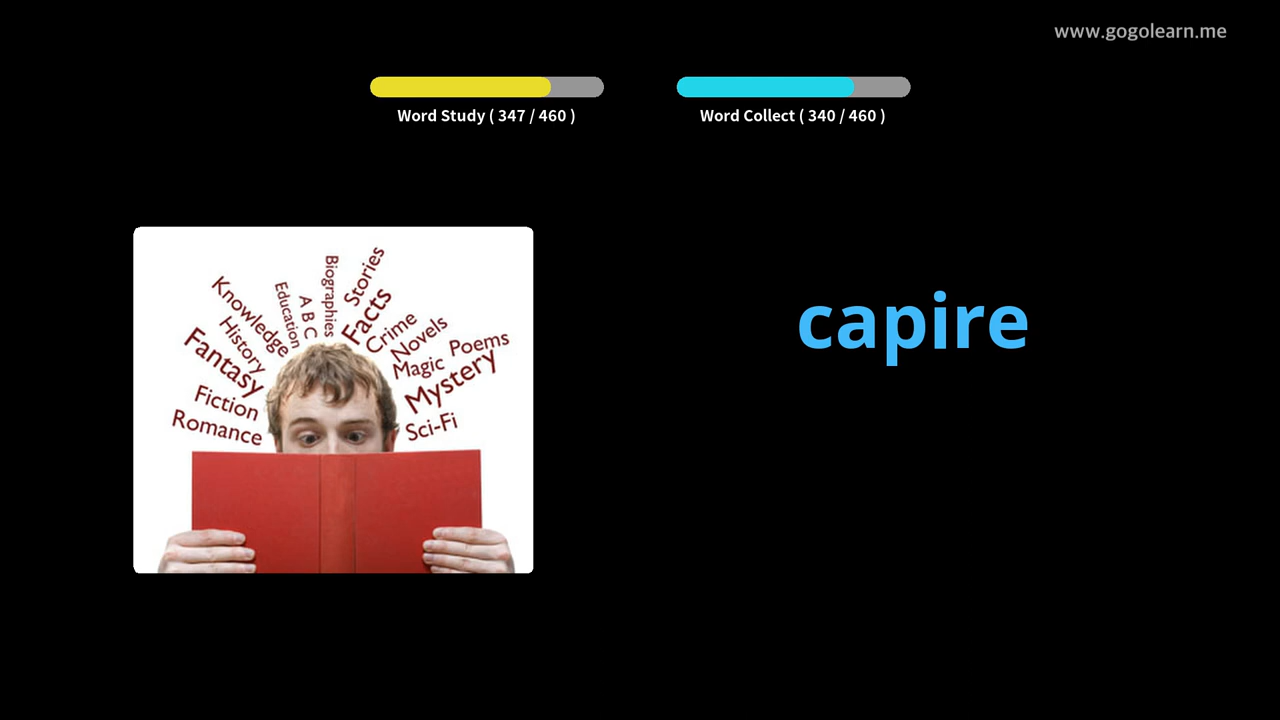 www.gogolearn.me
Word Study ( 347 / 460 )
Word Collect ( 340 / 460 )
Knowledge
Education
A B C
Biographies
Stories
Facts
Crime
Novels
Poems
History
Fantasy
Magic
Mystery
Fiction
Romance
Sci-Fi
capire